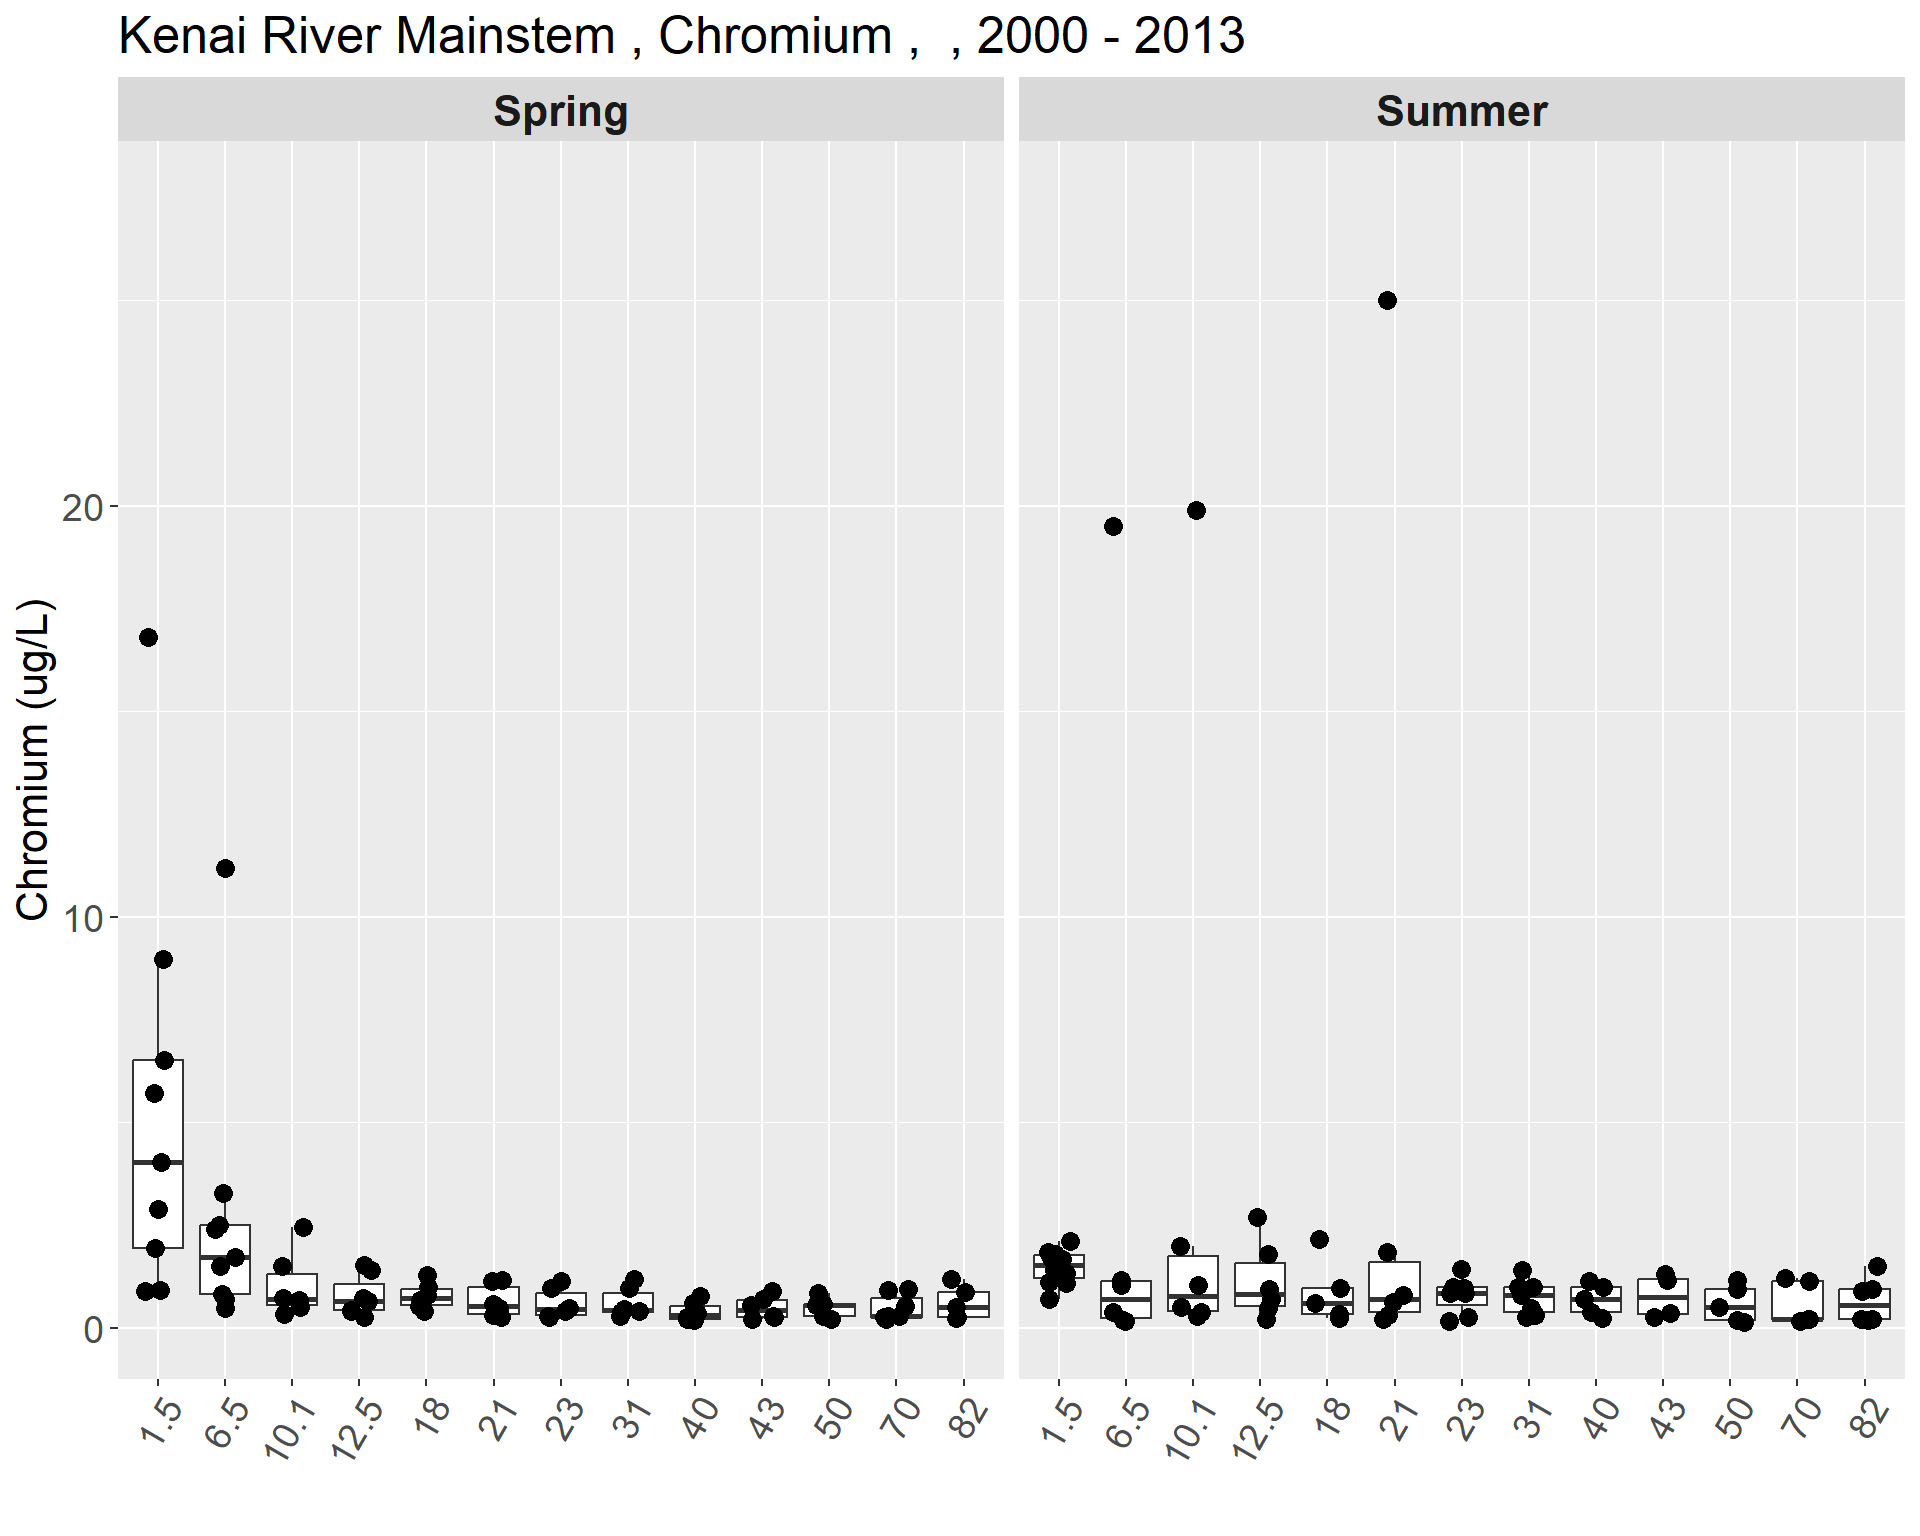 Kenai River Mainstem , Chromium ,  , 2000 - 2013
Spring
Summer
Chromium (ug/L)
20
10
0
1.5 6.5 10.1 12.5 18 21 23 31 40 43 50 70 82
1.5 6.5 10.1 12.5 18 21 23 31 40 43 50 70 82